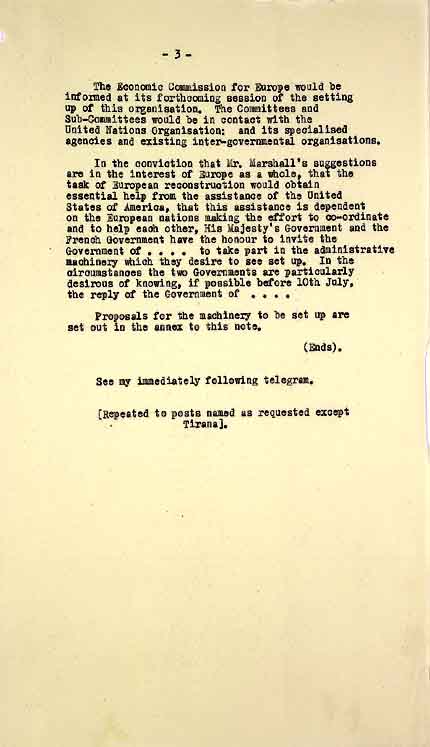 - 3 -
The Economic Commission for Europe would be
informed at its forthcoming session of the setting
up of this organisation. The Committees and
Sub-Committees would be in contact with the
United Nations Organisation: and its specialised
agencies and existing inter-governmental organisations.
In the conviction that Mr. Marshall's suggestions
are in the interest of Europe as a whole, that the
task of European reconstruction would obtain
essential help from the assistance of the United
States of America, that this assistance is dependent
on the European nations making the effort to co-ordinate
and to help each other, His Majesty's Government and the
French Government have the honour to invite the
Government of . . . . to take part in the administrative
machinery which they desire to see set up. In the
circumstances the two Governments are particularly
desirous of knowing, if possible before 10th July,
the reply of the Government of . . . .
Proposals for the machinery to be set up are
set out in the annex to this note.
(Ends).
See my immediately following telegram.
[Repeated to posts named as requested except
Tirana].